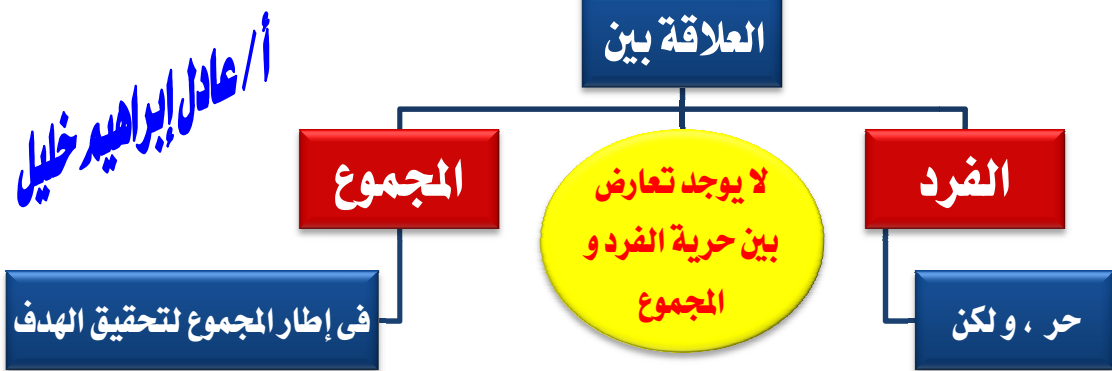 العلاقة بين
أ/ عادل إبراهيم خليل
الفرد
لا يوجد تعارض
بين حرية الفرد و
المجموع
المجموع
حر ، و لكن
فى إطار المجموع لتحقيق الهدف